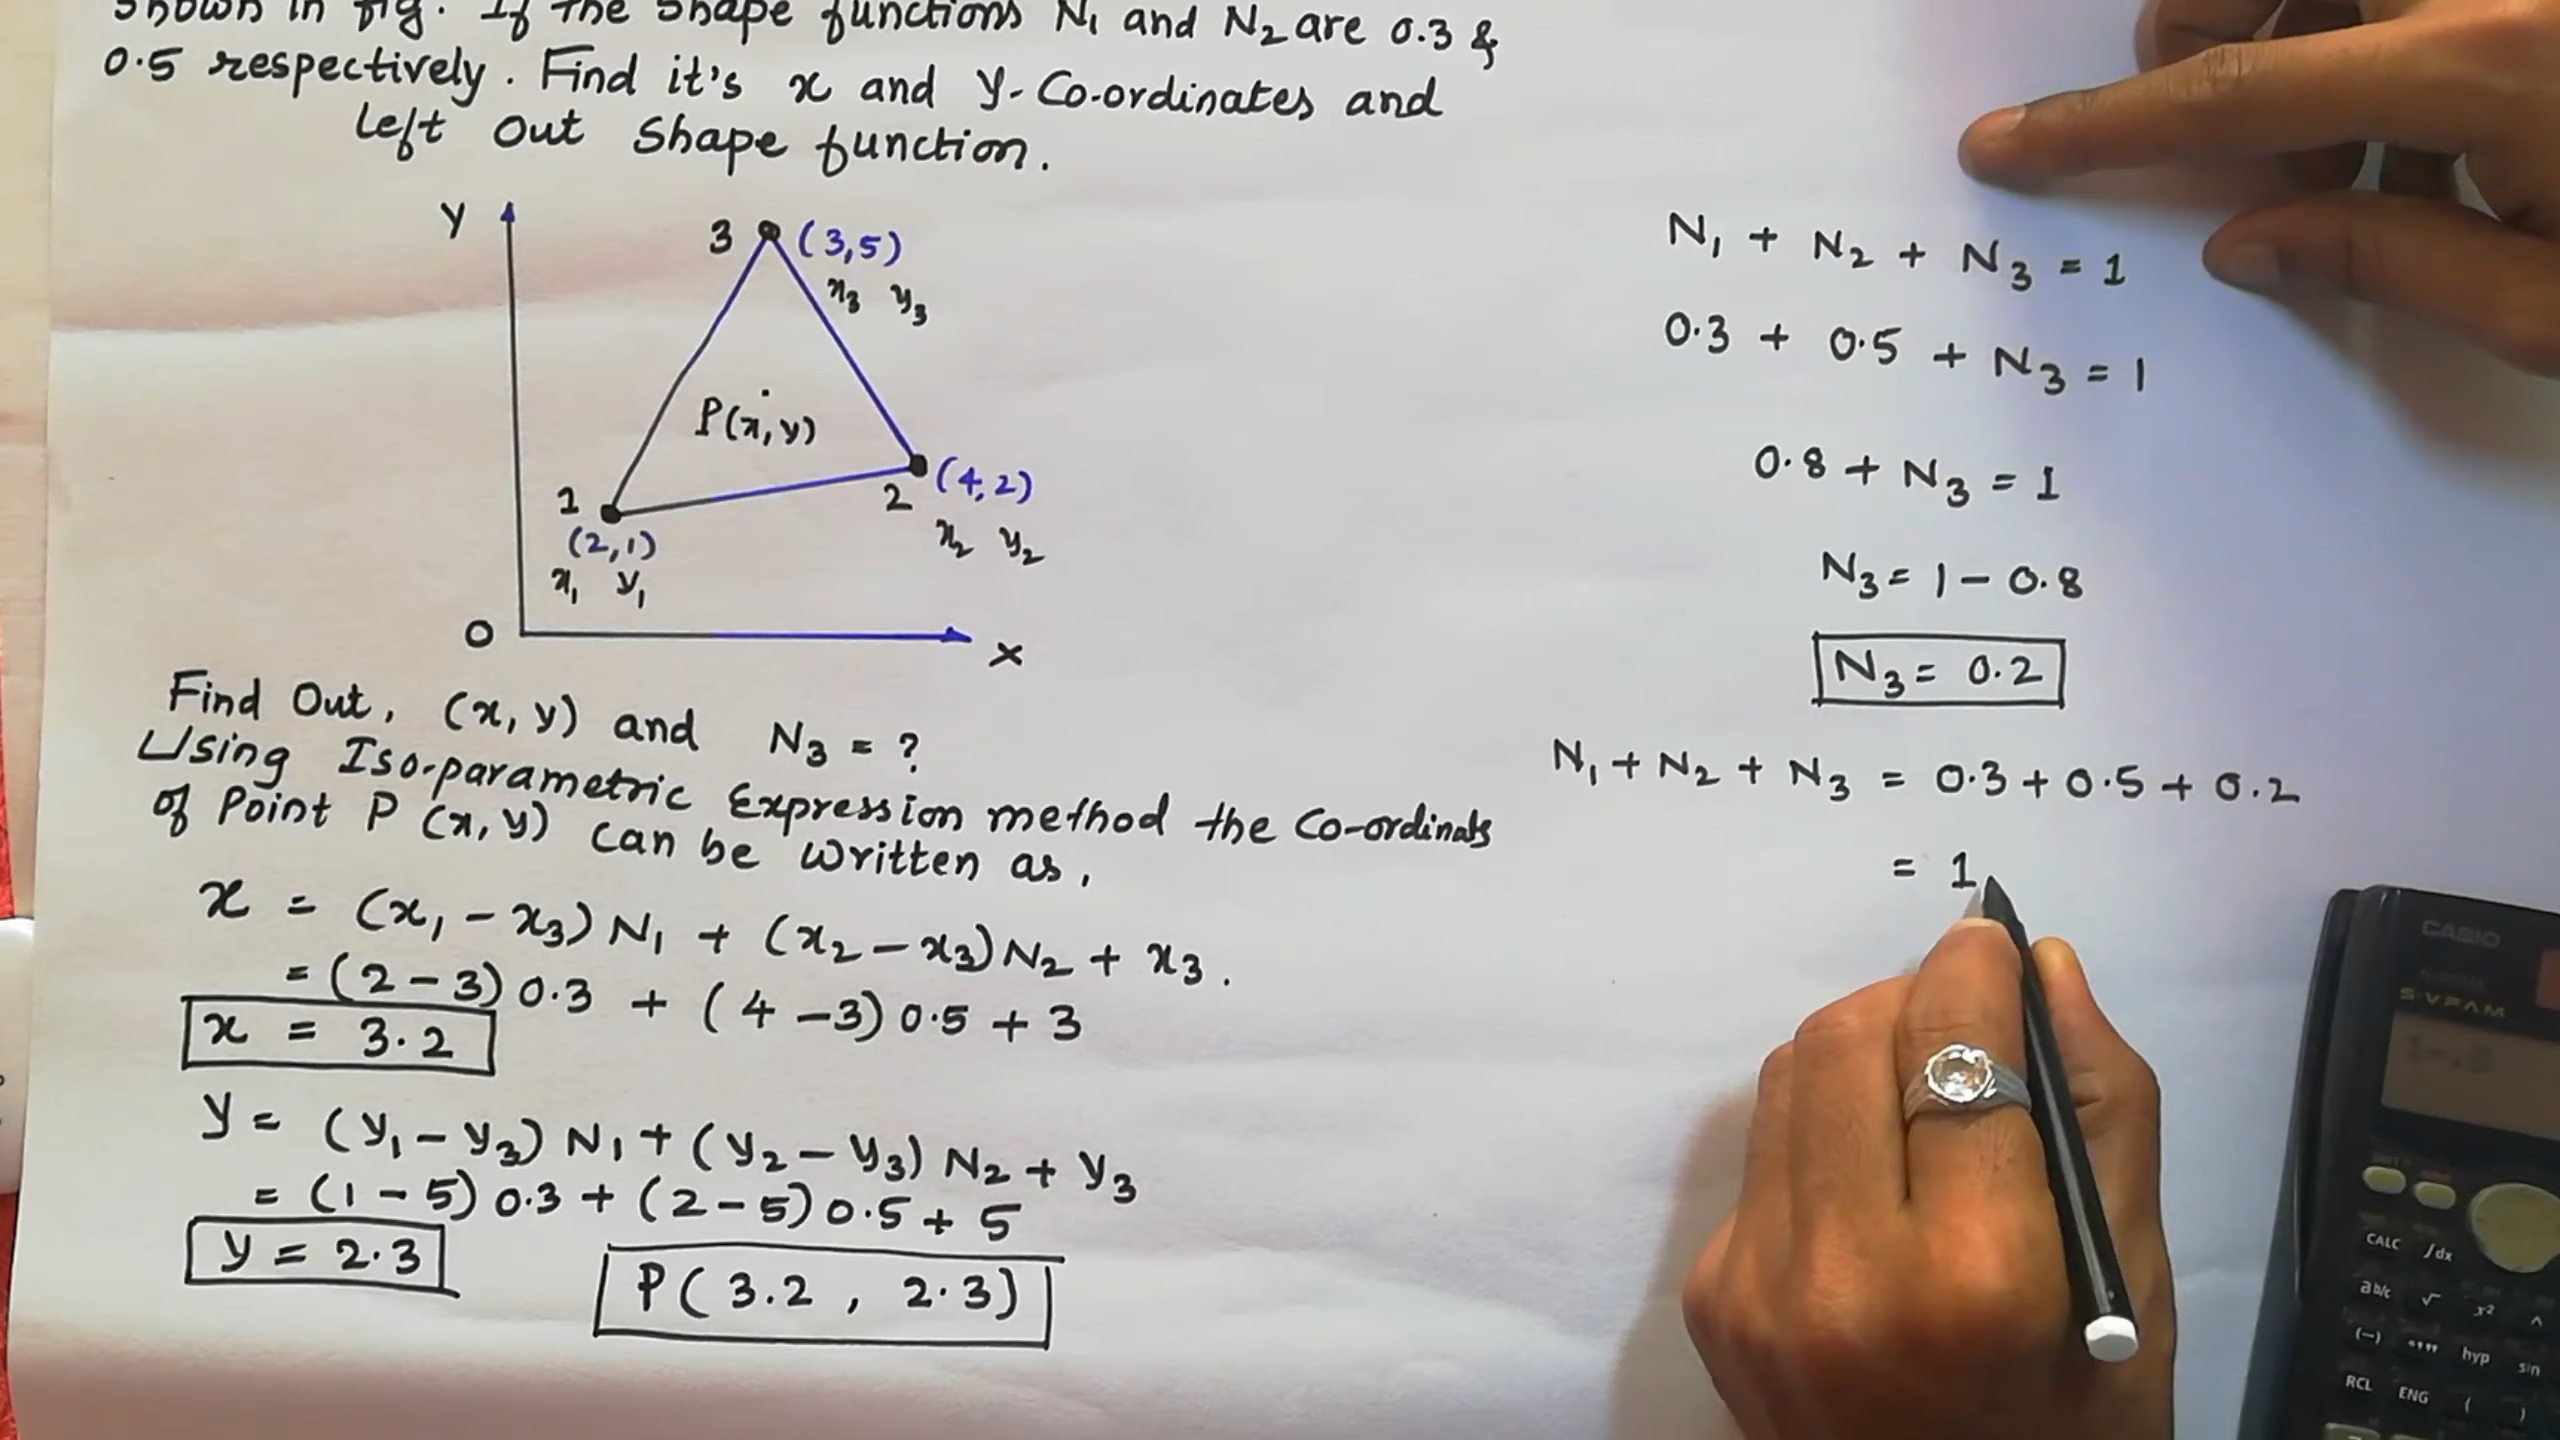 shown in fig. If the shape functions N₁ and N₂ are 0.3 &
0.5 respectively. Find it's x and y-Co-ordinates and
left out shape function.
Y
3 (3,5)
x₃ y₃
P(x,y)
2 (4,2)
x₂ y₂
1
(2,1)
x₁ y₁
O
X
Find Out, (x, y) and N₃ = ?
Using Iso-parametric Expression method the Co-ordinats
of Point P (x, y) can be written as,
x = (x₁ - x₃) N₁ + (x₂ - x₃) N₂ + x₃.
= (2 - 3) 0.3 + (4 - 3) 0.5 + 3
x = 3.2
y = (y₁ - y₃) N₁ + (y₂ - y₃) N₂ + y₃
= (1 - 5) 0.3 + (2 - 5) 0.5 + 5
y = 2.3
P( 3.2 , 2.3 )
N₁ + N₂ + N₃ = 1
0.3 + 0.5 + N₃ = 1
0.8 + N₃ = 1
N₃ = 1 - 0.8
N₃ = 0.2
N₁ + N₂ + N₃ = 0.3 + 0.5 + 0.2
= 1
CASIO
S-V.P.A.M.
CALC ∫dx
ab/c √ x² ^
(-) °'" hyp sin
RCL ENG ( )